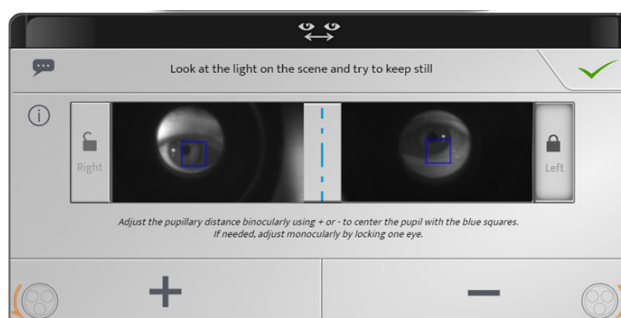 Look at the light on the scene and try to keep still
Right
Left
Adjust the pupillary distance binocularly using + or - to center the pupil with the blue squares.
If needed, adjust monocularly by locking one eye.